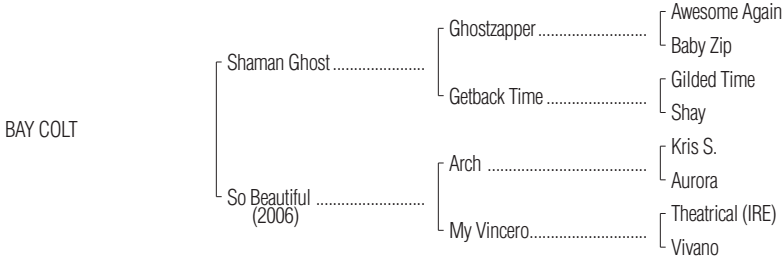 Awesome Again
Ghostzapper
Baby Zip
Shaman Ghost
Gilded Time
Getback Time
Shay
BAY COLT
Kris S.
Arch
Aurora
So Beautiful
(2006)
Theatrical (IRE)
My Vincero
Vivano